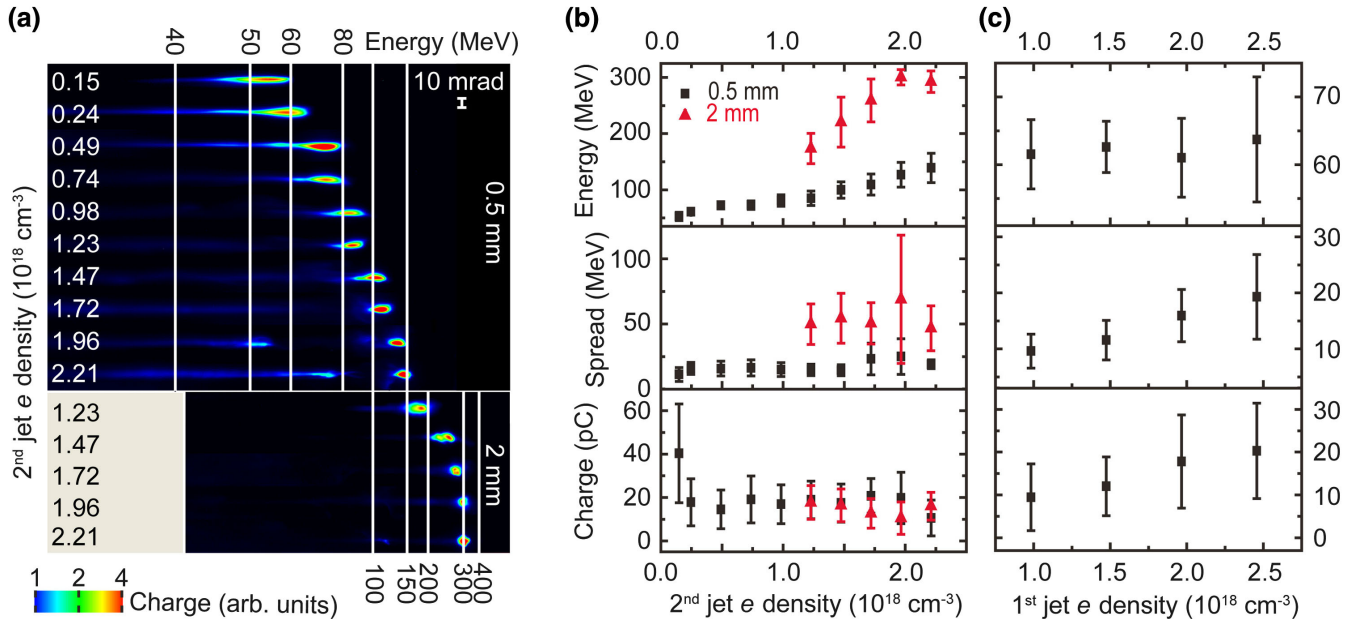 (a)
40 50 60 80 Energy (MeV)
10 mrad
2nd jet e density (10^18 cm^-3)
0.15
0.24
0.49
0.74
0.98
1.23
1.47
1.72
1.96
2.21
0.5 mm
1.23
1.47
1.72
1.96
2.21
2 mm
100 150 200 300 400
1 2 4 Charge (arb. units)
(b)
0.0 1.0 2.0
Energy (MeV)
300
200
100
0.5 mm
2 mm
Spread (MeV)
100
50
0
Charge (pC)
60
40
20
0
0.0 1.0 2.0
2nd jet e density (10^18 cm^-3)
(c)
1.0 1.5 2.0 2.5
70
60
30
20
10
30
20
10
0
1.0 1.5 2.0 2.5
1st jet e density (10^18 cm^-3)